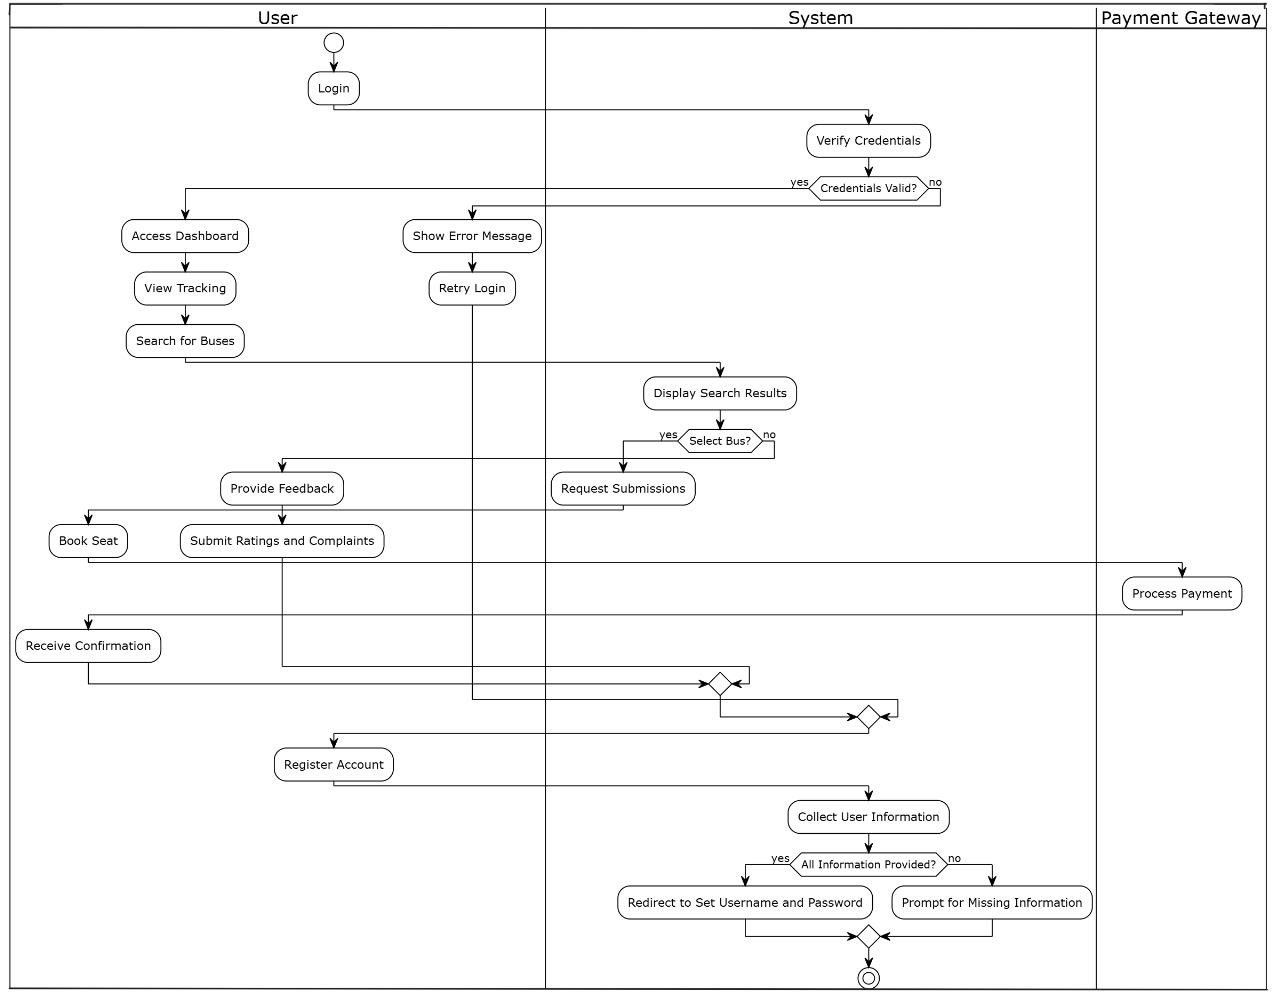 User
System
Payment Gateway
Login
Verify Credentials
yes
Credentials Valid?
no
Access Dashboard
Show Error Message
View Tracking
Retry Login
Search for Buses
Display Search Results
yes
Select Bus?
no
Provide Feedback
Request Submissions
Book Seat
Submit Ratings and Complaints
Process Payment
Receive Confirmation
Register Account
Collect User Information
yes
All Information Provided?
no
Redirect to Set Username and Password
Prompt for Missing Information